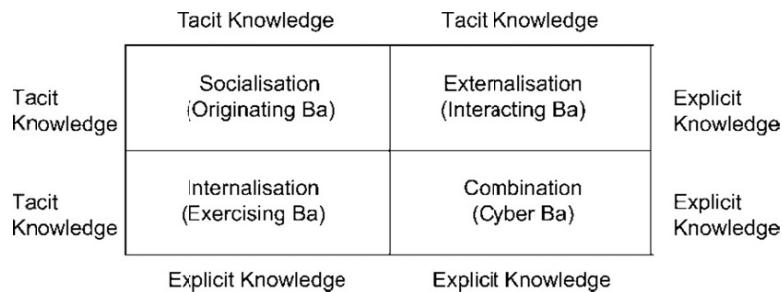 Tacit Knowledge
Tacit Knowledge
Socialisation
(Originating Ba)
Externalisation
(Interacting Ba)
Tacit
Knowledge
Explicit
Knowledge
Internalisation
(Exercising Ba)
Combination
(Cyber Ba)
Tacit
Knowledge
Explicit
Knowledge
Explicit Knowledge
Explicit Knowledge